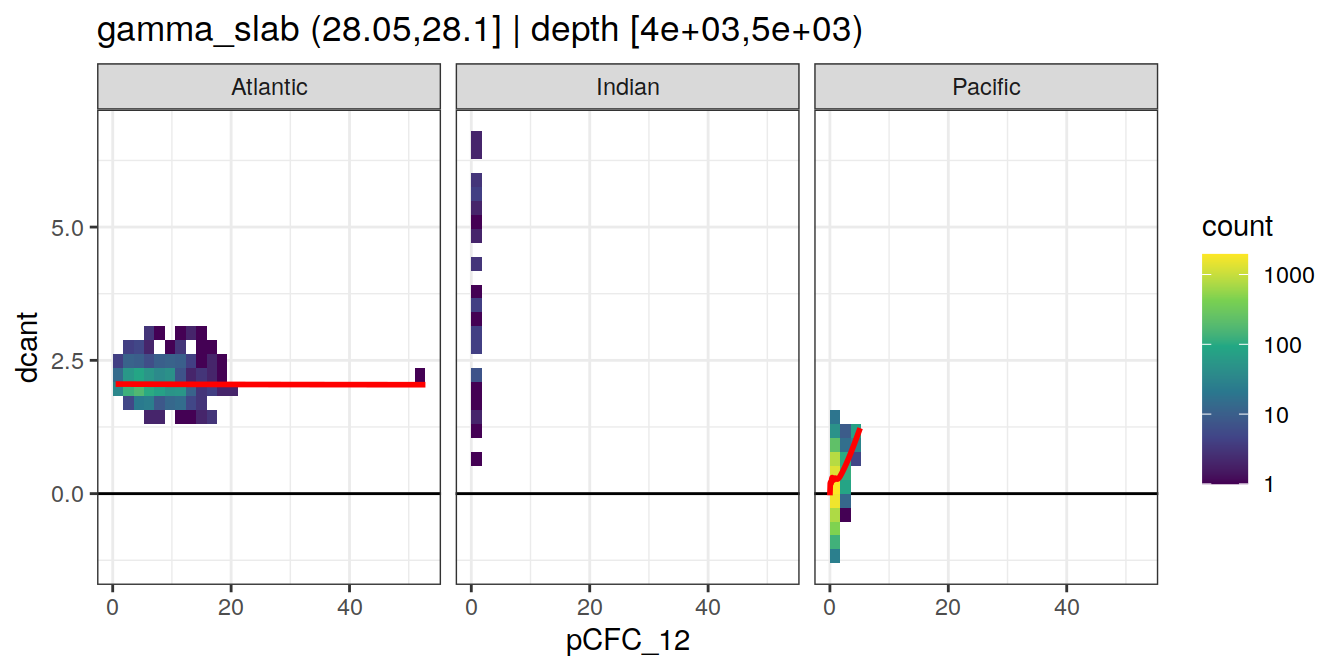 gamma_slab (28.05,28.1] | depth [4e+03,5e+03)
Atlantic
Indian
Pacific
dcant
5.0
2.5
0.0
0 20 40
0 20 40
0 20 40
pCFC_12
count
1000
100
10
1